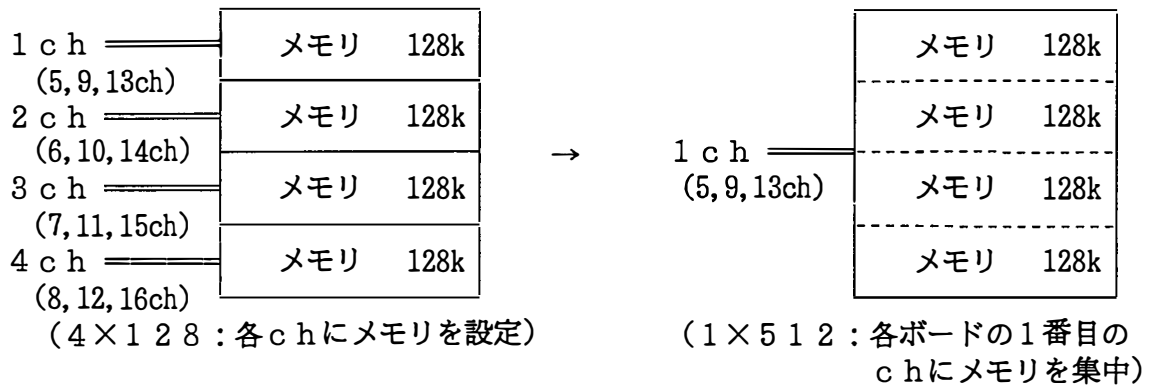 1ch メモリ 128k
(5,9,13ch)
2ch メモリ 128k
(6,10,14ch)
3ch メモリ 128k
(7,11,15ch)
4ch メモリ 128k
(8,12,16ch)
(4×128:各chにメモリを設定)
→
メモリ 128k
メモリ 128k
1ch
(5,9,13ch)
メモリ 128k
メモリ 128k
(1×512:各ボードの1番目の
chにメモリを集中)